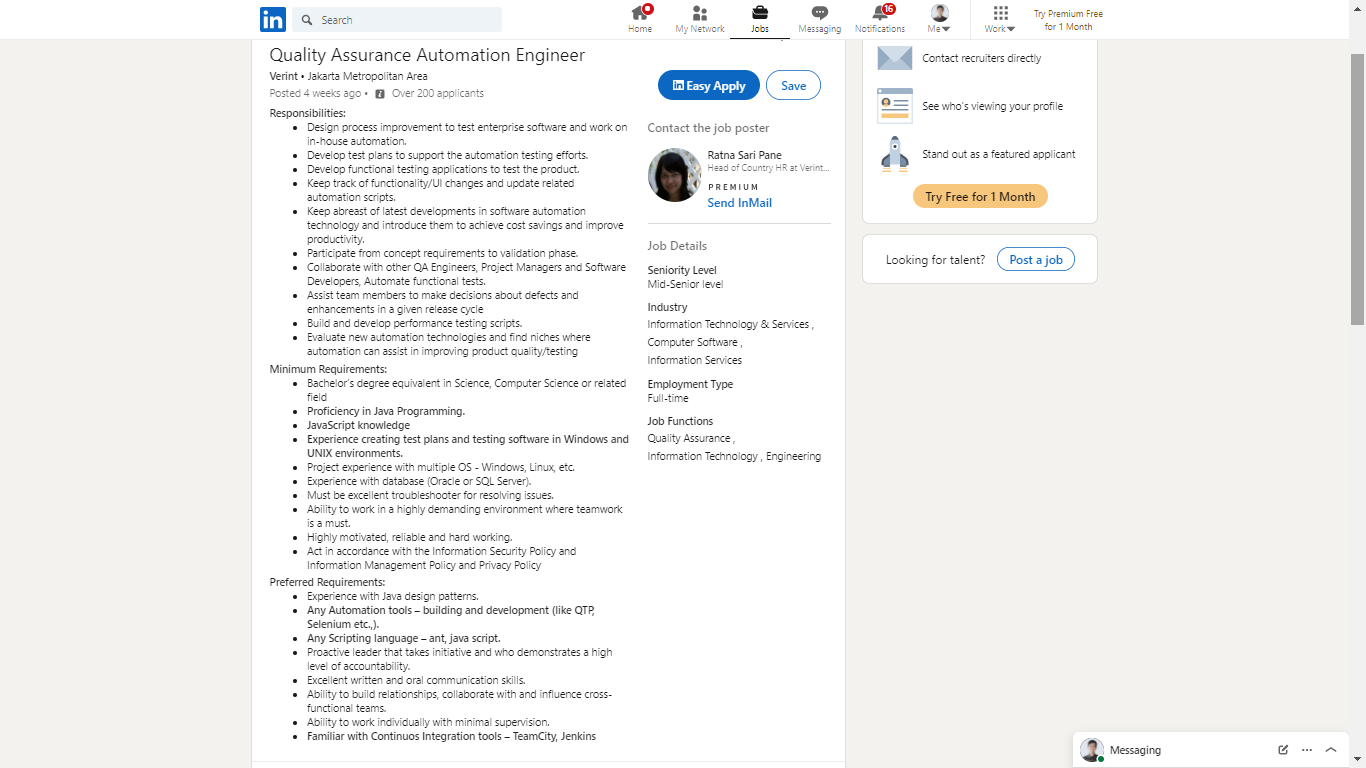 in
Search
Home
My Network
Jobs
Messaging
16
Notifications
Me
Work
Try Premium Free
for 1 Month
Quality Assurance Automation Engineer
Verint • Jakarta Metropolitan Area
Posted 4 weeks ago • Over 200 applicants
in Easy Apply
Save
Responsibilities:
• Design process improvement to test enterprise software and work on
in-house automation.
• Develop test plans to support the automation testing efforts.
• Develop functional testing applications to test the product.
• Keep track of functionality/UI changes and update related
automation scripts.
• Keep abreast of latest developments in software automation
technology and introduce them to achieve cost savings and improve
productivity.
• Participate from concept requirements to validation phase.
• Collaborate with other QA Engineers, Project Managers and Software
Developers, Automate functional tests.
• Assist team members to make decisions about defects and
enhancements in a given release cycle
• Build and develop performance testing scripts.
• Evaluate new automation technologies and find niches where
automation can assist in improving product quality/testing
Minimum Requirements:
• Bachelor's degree equivalent in Science, Computer Science or related
field
• Proficiency in Java Programming.
• JavaScript knowledge
• Experience creating test plans and testing software in Windows and
UNIX environments.
• Project experience with multiple OS - Windows, Linux, etc.
• Experience with database (Oracle or SQL Server).
• Must be excellent troubleshooter for resolving issues.
• Ability to work in a highly demanding environment where teamwork
is a must.
• Highly motivated, reliable and hard working.
• Act in accordance with the Information Security Policy and
Information Management Policy and Privacy Policy
Preferred Requirements:
• Experience with Java design patterns.
• Any Automation tools – building and development (like QTP,
Selenium etc.,).
• Any Scripting language – ant, java script.
• Proactive leader that takes initiative and who demonstrates a high
level of accountability.
• Excellent written and oral communication skills.
• Ability to build relationships, collaborate with and influence cross-
functional teams.
• Ability to work individually with minimal supervision.
• Familiar with Continuos Integration tools – TeamCity, Jenkins
Contact the job poster
Ratna Sari Pane
Head of Country HR at Verint...
PREMIUM
Send InMail
Job Details
Seniority Level
Mid-Senior level
Industry
Information Technology & Services ,
Computer Software ,
Information Services
Employment Type
Full-time
Job Functions
Quality Assurance ,
Information Technology , Engineering
Contact recruiters directly
See who's viewing your profile
Stand out as a featured applicant
Try Free for 1 Month
Looking for talent?
Post a job
Messaging